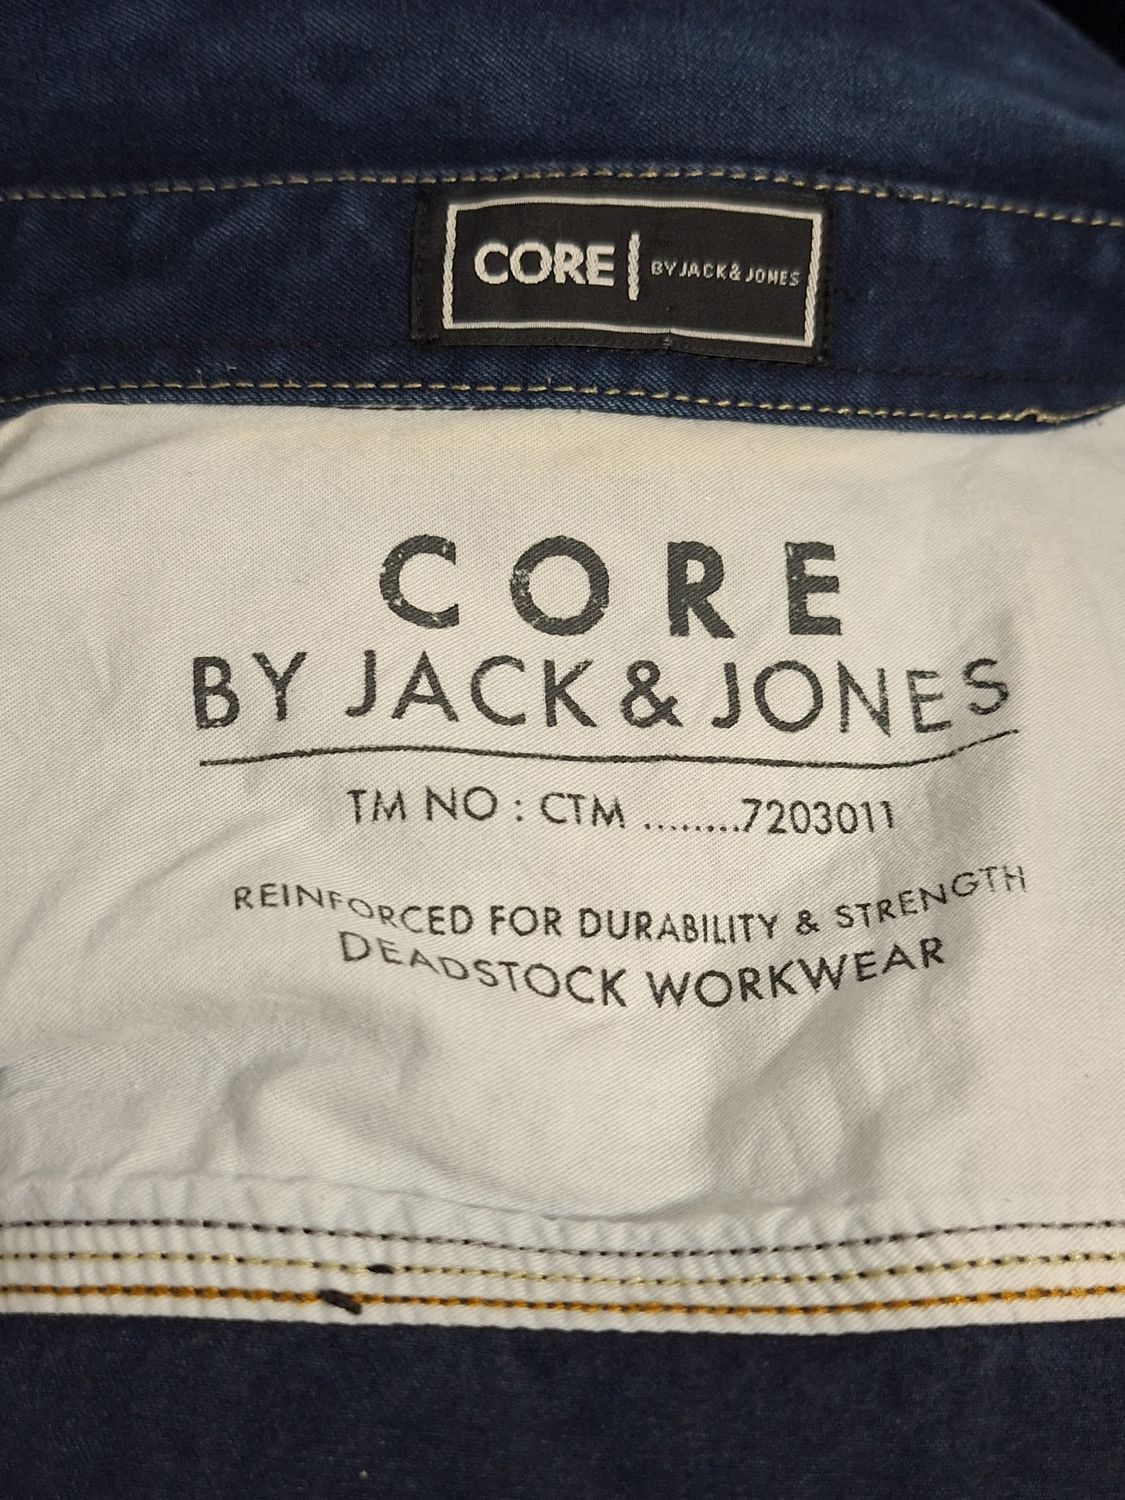 CORE | BY JACK & JONES
CORE
BY JACK & JONES
TM NO : CTM ........7203011
REINFORCED FOR DURABILITY & STRENGTH
DEADSTOCK WORKWEAR